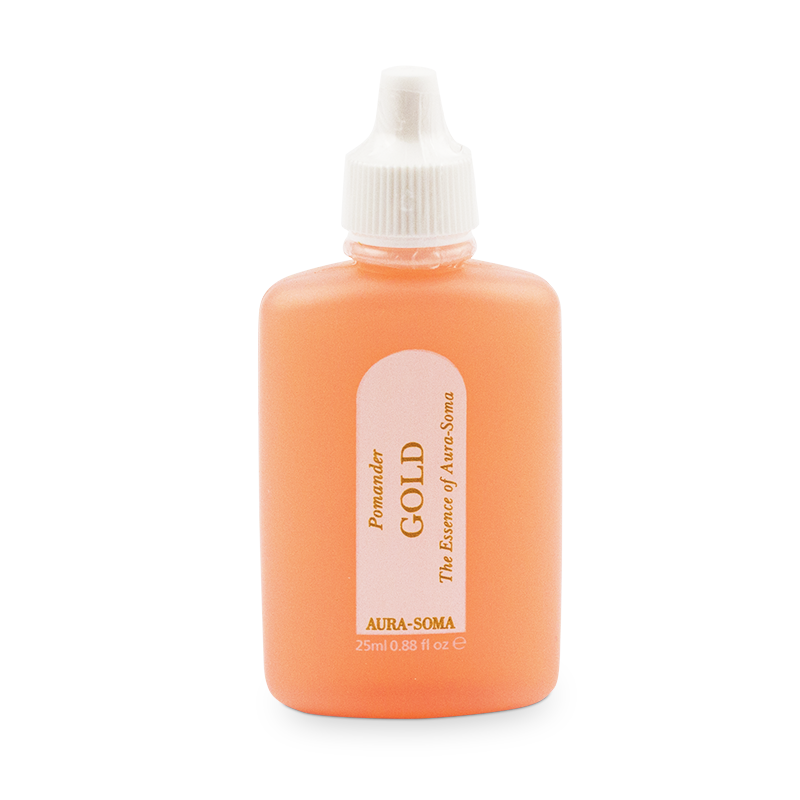 Pomander
GOLD
The Essence of Aura-Soma
AURA-SOMA
25ml 0.88 fl oz ℮